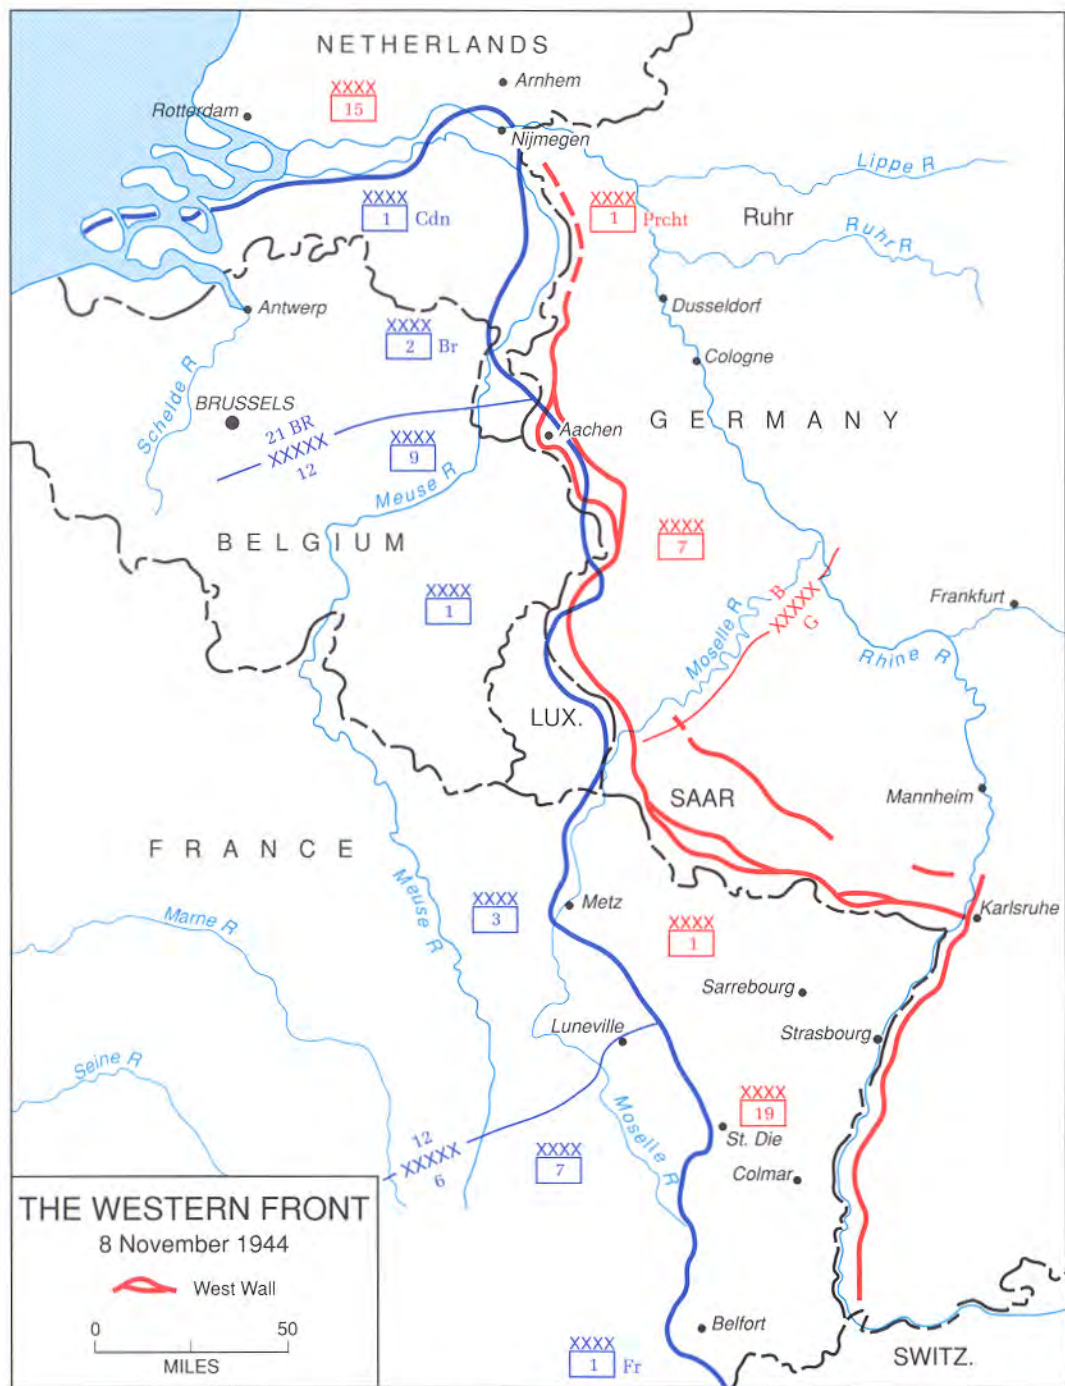 NETHERLANDS
Arnhem
XXXX
15
Rotterdam
Nijmegen
Lippe R
XXXX
1 Cdn
XXXX
1 Prcht
Ruhr
Ruhr R
Antwerp
Dusseldorf
XXXX
2 Br
Cologne
Schelde R
BRUSSELS
GERMANY
21 BR
XXXXX
12
XXXX
9
Aachen
Meuse R
BELGIUM
XXXX
7
XXXX
1
Moselle R
B
XXXXX
G
Frankfurt
Rhine R
LUX.
SAAR
Mannheim
FRANCE
Meuse R
XXXX
3
Metz
Karlsruhe
Marne R
XXXX
1
Sarrebourg
Luneville
Strasbourg
Seine R
Moselle R
XXXX
19
St. Die
12
XXXXX
6
XXXX
7
Colmar
THE WESTERN FRONT
8 November 1944
West Wall
0 50
MILES
Belfort
XXXX
1 Fr
SWITZ.